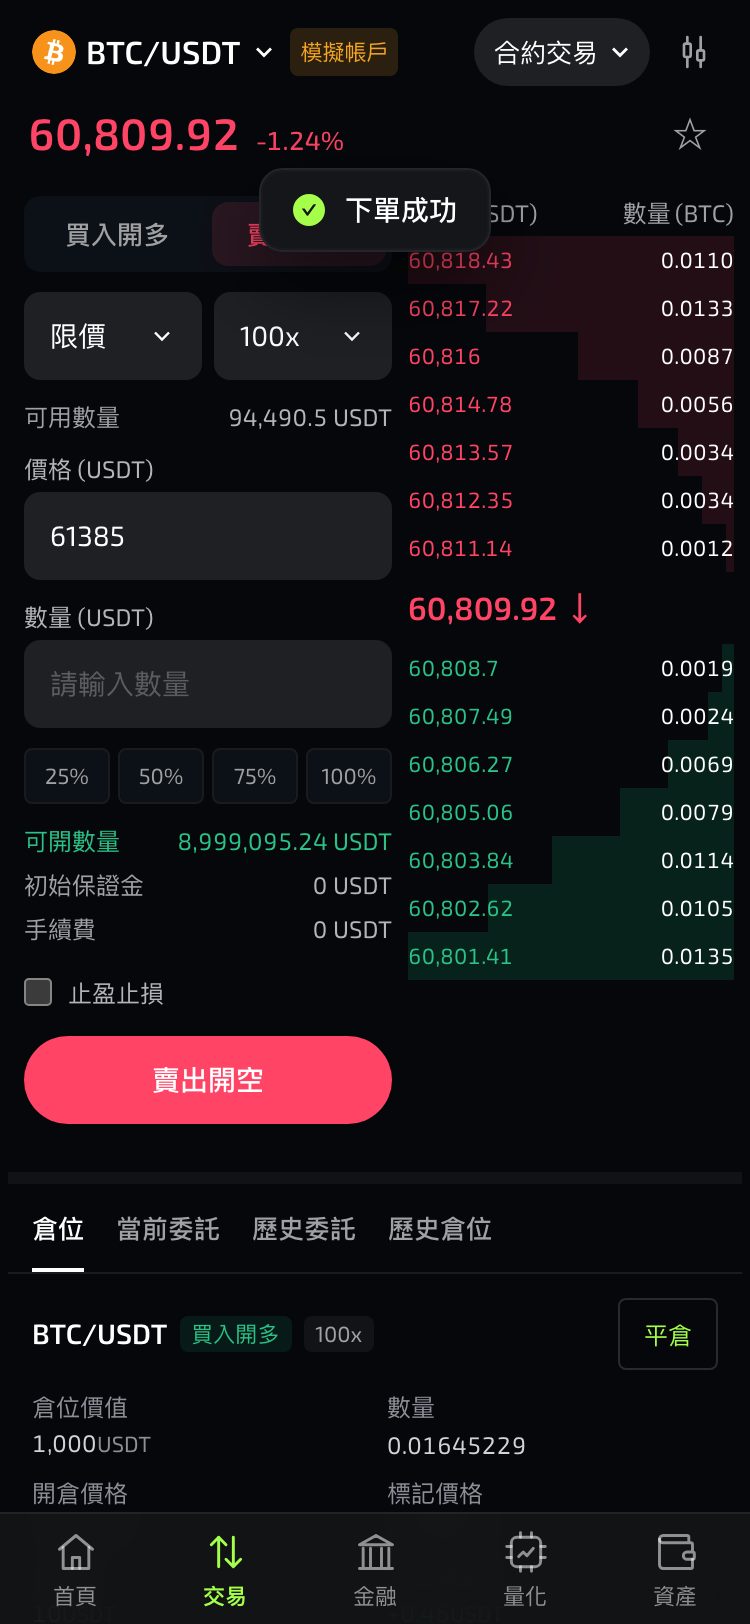 BTC/USDT 模擬帳戶 合約交易
60,809.92 -1.24%
下單成功
買入開多 賣
SDT) 數量 (BTC)
60,818.43 0.0110
60,817.22 0.0133
60,816 0.0087
60,814.78 0.0056
60,813.57 0.0034
60,812.35 0.0034
60,811.14 0.0012
60,809.92 ↓
60,808.7 0.0019
60,807.49 0.0024
60,806.27 0.0069
60,805.06 0.0079
60,803.84 0.0114
60,802.62 0.0105
60,801.41 0.0135
限價 100x
可用數量 94,490.5 USDT
價格 (USDT)
61385
數量 (USDT)
請輸入數量
25% 50% 75% 100%
可開數量 8,999,095.24 USDT
初始保證金 0 USDT
手續費 0 USDT
止盈止損
賣出開空
倉位 當前委託 歷史委託 歷史倉位
BTC/USDT 買入開多 100x 平倉
倉位價值 數量
1,000USDT 0.01645229
開倉價格 標記價格
首頁 交易 金融 量化 資產